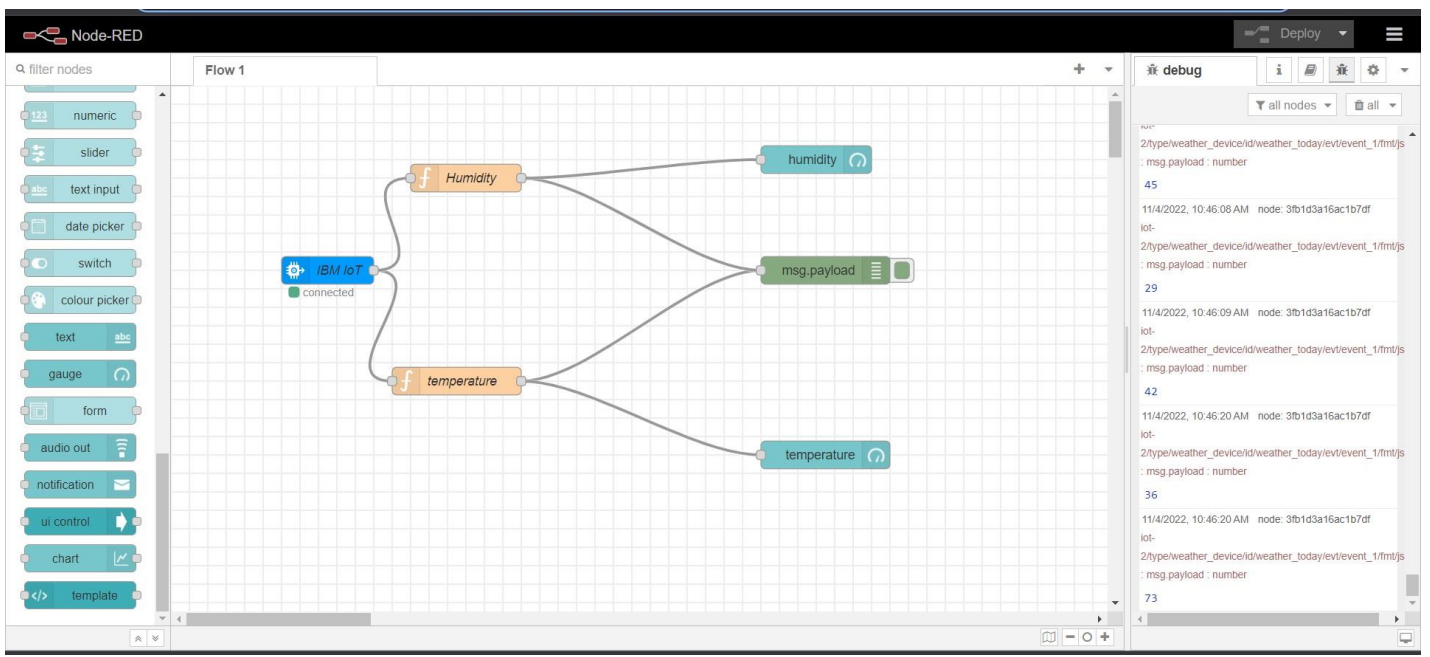 Node-RED
Deploy
filter nodes
Flow 1
debug
i
all nodes
all
123 numeric
slider
abc text input
date picker
switch
colour picker
text abc
gauge
form
audio out
notification
ui control
chart
</> template
Humidity
humidity
IBM IoT
connected
msg.payload
temperature
temperature
2/type/weather_device/id/weather_today/evt/event_1/fmt/js
: msg.payload : number
45
11/4/2022, 10:46:08 AM node: 3fb1d3a16ac1b7df
iot-
2/type/weather_device/id/weather_today/evt/event_1/fmt/js
: msg.payload : number
29
11/4/2022, 10:46:09 AM node: 3fb1d3a16ac1b7df
iot-
2/type/weather_device/id/weather_today/evt/event_1/fmt/js
: msg.payload : number
42
11/4/2022, 10:46:20 AM node: 3fb1d3a16ac1b7df
iot-
2/type/weather_device/id/weather_today/evt/event_1/fmt/js
: msg.payload : number
36
11/4/2022, 10:46:20 AM node: 3fb1d3a16ac1b7df
iot-
2/type/weather_device/id/weather_today/evt/event_1/fmt/js
: msg.payload : number
73